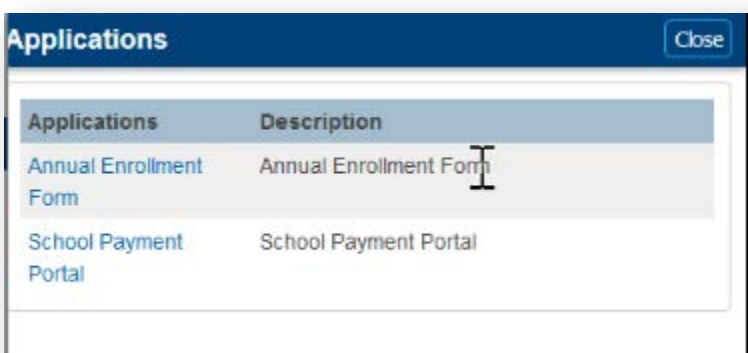 Applications Close
Applications Description
Annual Enrollment Annual Enrollment Form
Form
School Payment School Payment Portal
Portal